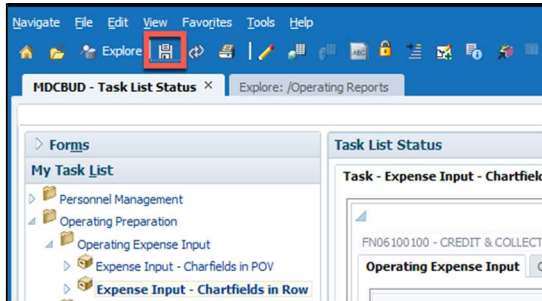 Navigate File Edit View Favorites Tools Help
Explore
MDCBUD - Task List Status × Explore: /Operating Reports
Forms
My Task List
Personnel Management
Operating Preparation
Operating Expense Input
Expense Input - Charfields in POV
Expense Input - Chartfields in Row
Task List Status
Task - Expense Input - Chartfiel
FN06100100 - CREDIT & COLLECT
Operating Expense Input